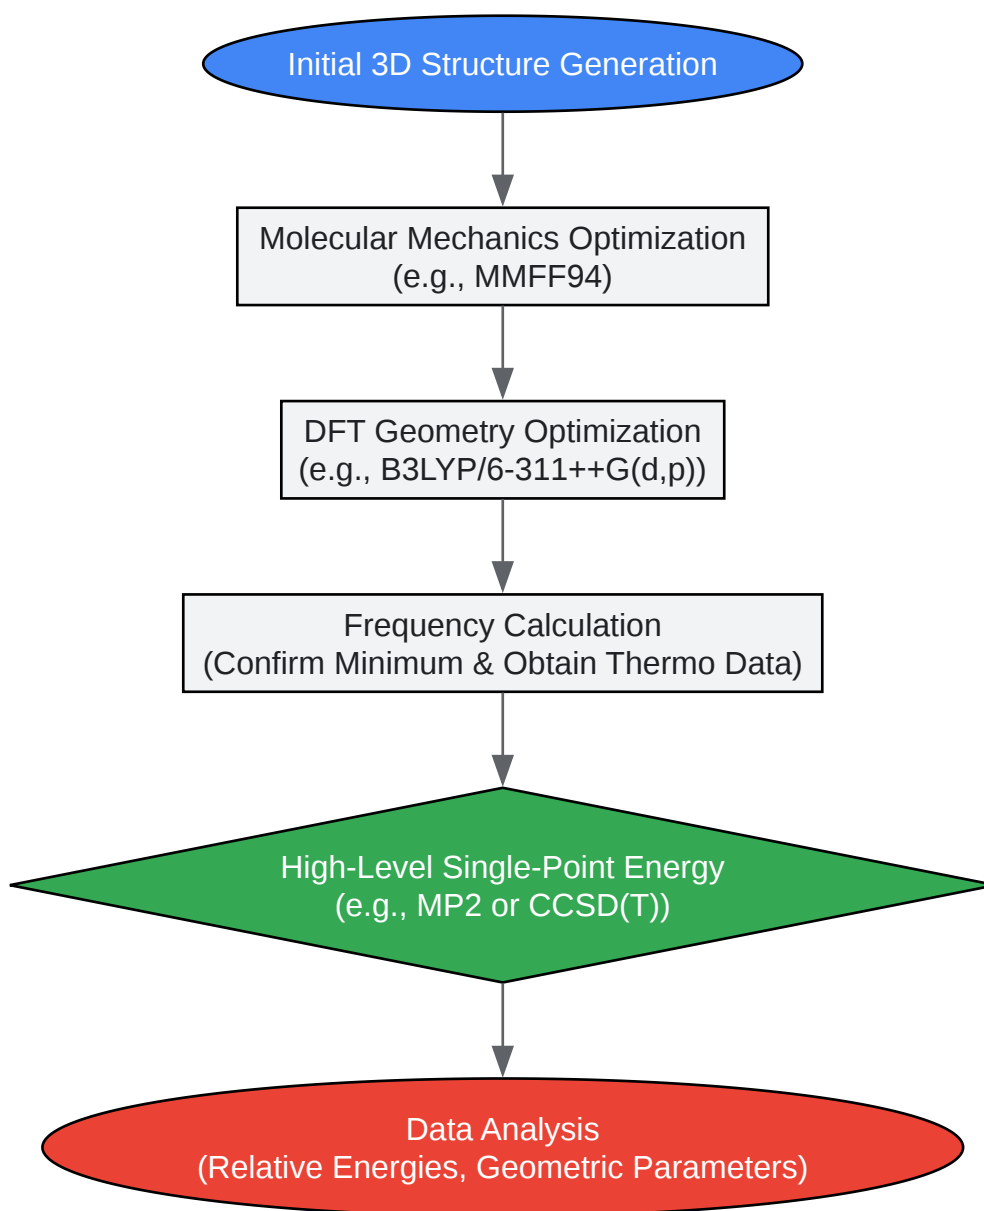 Initial 3D Structure Generation
Molecular Mechanics Optimization
(e.g., MMFF94)
DFT Geometry Optimization
(e.g., B3LYP/6-311++G(d,p))
Frequency Calculation
(Confirm Minimum & Obtain Thermo Data)
High-Level Single-Point Energy
(e.g., MP2 or CCSD(T))
Data Analysis
(Relative Energies, Geometric Parameters)